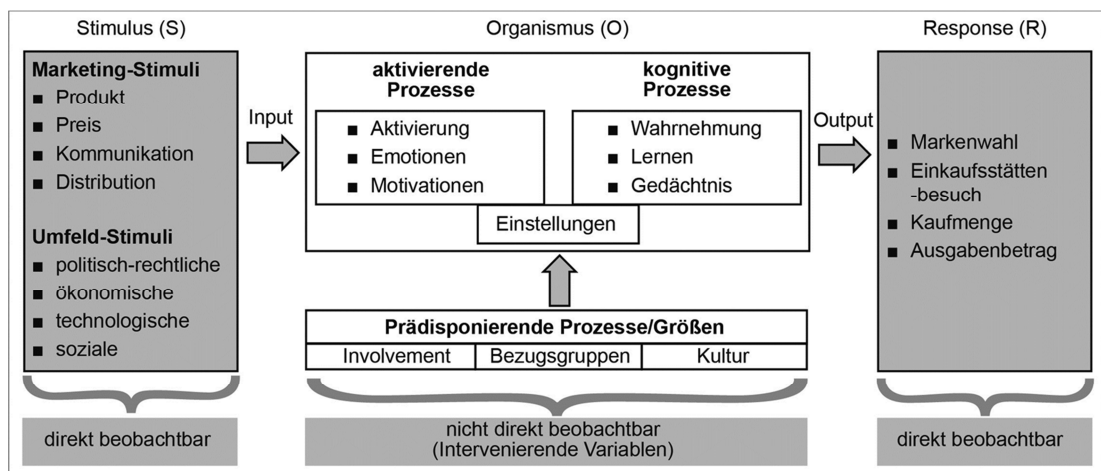 Stimulus (S)
Marketing-Stimuli
■ Produkt
■ Preis
■ Kommunikation
■ Distribution
Umfeld-Stimuli
■ politisch-rechtliche
■ ökonomische
■ technologische
■ soziale
direkt beobachtbar
Input
Organismus (O)
aktivierende
Prozesse
■ Aktivierung
■ Emotionen
■ Motivationen
kognitive
Prozesse
■ Wahrnehmung
■ Lernen
■ Gedächtnis
Einstellungen
Prädisponierende Prozesse/Größen
Involvement
Bezugsgruppen
Kultur
nicht direkt beobachtbar
(Intervenierende Variablen)
Output
Response (R)
■ Markenwahl
■ Einkaufsstätten
-besuch
■ Kaufmenge
■ Ausgabenbetrag
direkt beobachtbar